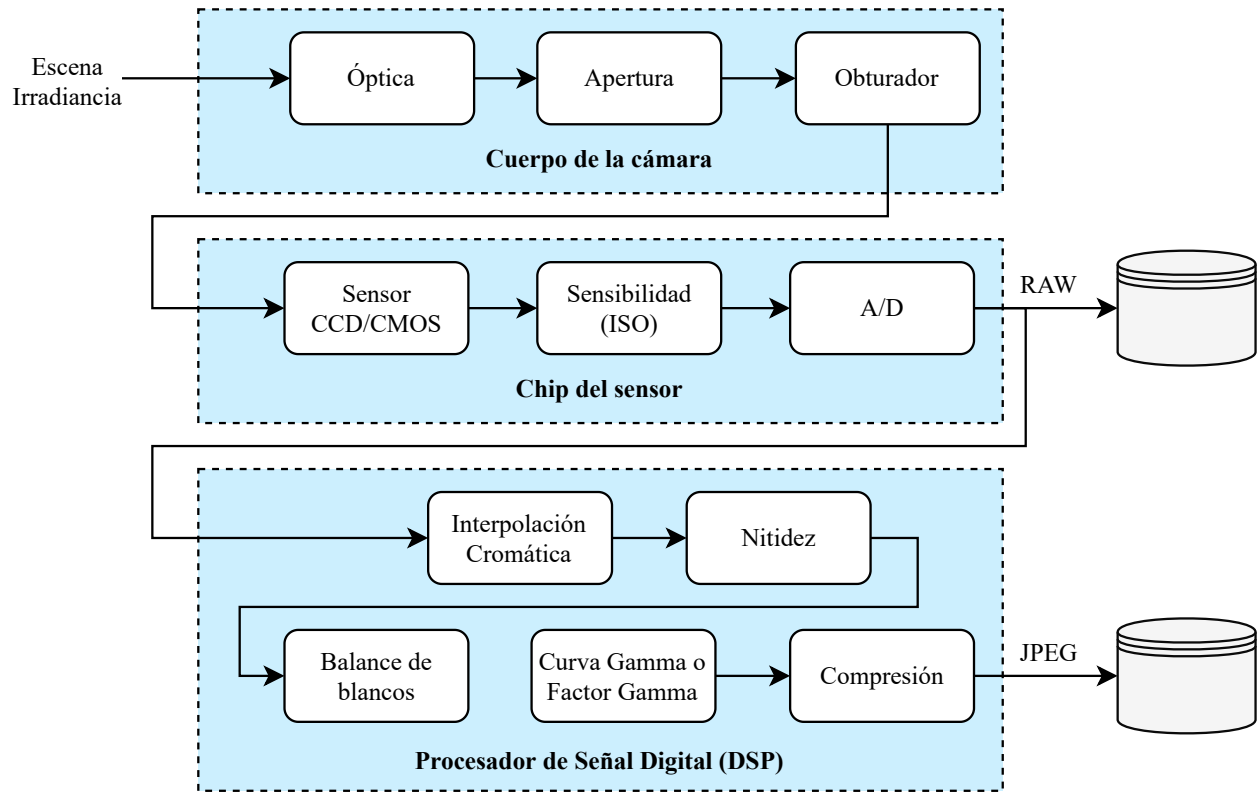 Escena
Irradiancia
Óptica
Apertura
Obturador
Cuerpo de la cámara
Sensor
CCD/CMOS
Sensibilidad
(ISO)
A/D
RAW
Chip del sensor
Interpolación
Cromática
Nitidez
Balance de
blancos
Curva Gamma o
Factor Gamma
Compresión
JPEG
Procesador de Señal Digital (DSP)